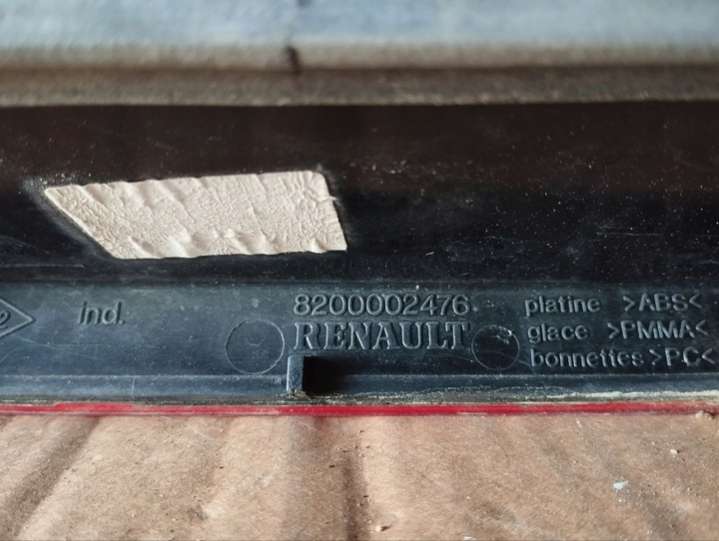 ind.
8200002476.
RENAULT
platine >ABS<
glace >PMMA<
bonnettes>PC<